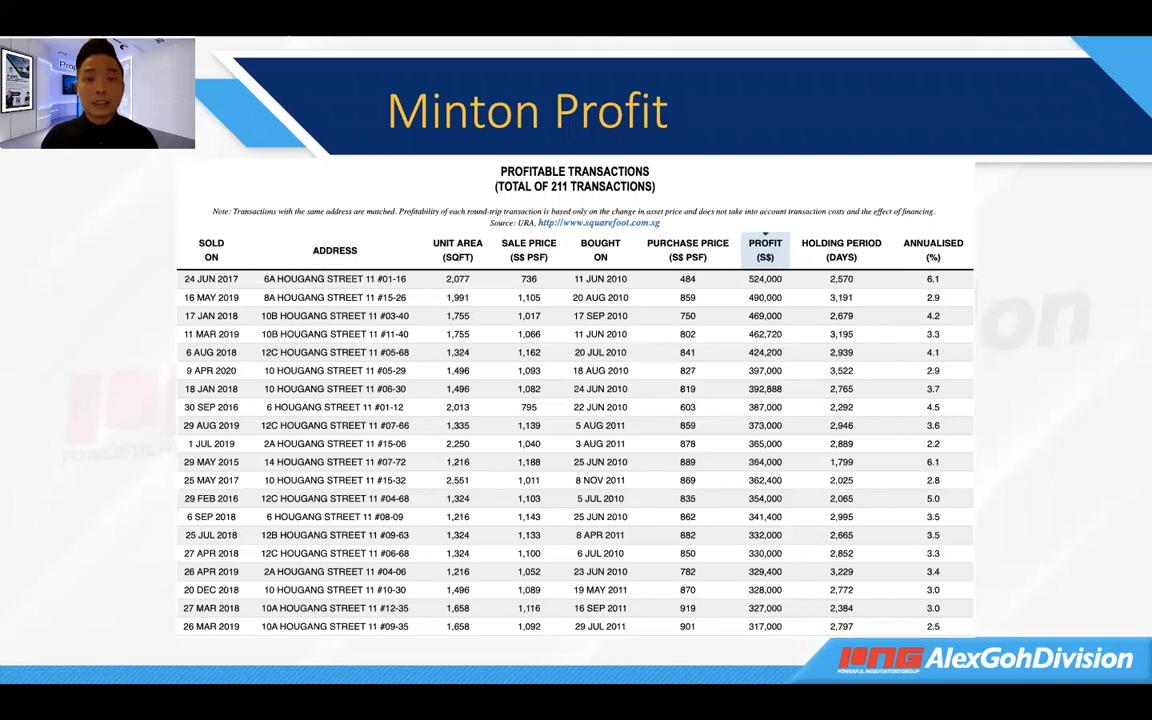 Minton Profit
PROFITABLE TRANSACTIONS
(TOTAL OF 211 TRANSACTIONS)
Note: Transactions with the same address are matched. Profitability of each round-trip transaction is based only on the change in asset price and does not take into account transaction costs and the effect of financing.
Source: URA, http://www.squarefoot.com.sg
SOLD ON ADDRESS UNIT AREA (SQFT) SALE PRICE (S$ PSF) BOUGHT ON PURCHASE PRICE (S$ PSF) PROFIT (S$) HOLDING PERIOD (DAYS) ANNUALISED (%)
24 JUN 2017 6A HOUGANG STREET 11 #01-16 2,077 736 11 JUN 2010 484 524,000 2,570 6.1
16 MAY 2019 8A HOUGANG STREET 11 #15-26 1,991 1,105 20 AUG 2010 859 490,000 3,191 2.9
17 JAN 2018 10B HOUGANG STREET 11 #03-40 1,755 1,017 17 SEP 2010 750 469,000 2,679 4.2
11 MAR 2019 10B HOUGANG STREET 11 #11-40 1,755 1,066 11 JUN 2010 802 462,720 3,195 3.3
6 AUG 2018 12C HOUGANG STREET 11 #05-68 1,324 1,162 20 JUL 2010 841 424,200 2,939 4.1
9 APR 2020 10 HOUGANG STREET 11 #05-29 1,496 1,093 18 AUG 2010 827 397,000 3,522 2.9
18 JAN 2018 10 HOUGANG STREET 11 #06-30 1,496 1,082 24 JUN 2010 819 392,888 2,765 3.7
30 SEP 2016 6 HOUGANG STREET 11 #01-12 2,013 795 22 JUN 2010 603 387,000 2,292 4.5
29 AUG 2019 12C HOUGANG STREET 11 #07-66 1,335 1,139 5 AUG 2011 859 373,000 2,946 3.6
1 JUL 2019 2A HOUGANG STREET 11 #15-06 2,250 1,040 3 AUG 2011 878 365,000 2,889 2.2
29 MAY 2015 14 HOUGANG STREET 11 #07-72 1,216 1,188 25 JUN 2010 889 364,000 1,799 6.1
25 MAY 2017 10 HOUGANG STREET 11 #15-32 2,551 1,011 8 NOV 2011 869 362,400 2,025 2.8
29 FEB 2016 12C HOUGANG STREET 11 #04-68 1,324 1,103 5 JUL 2010 835 354,000 2,065 5.0
6 SEP 2018 6 HOUGANG STREET 11 #08-09 1,216 1,143 25 JUN 2010 862 341,400 2,995 3.5
25 JUL 2018 12B HOUGANG STREET 11 #09-63 1,324 1,133 8 APR 2011 882 332,000 2,665 3.5
27 APR 2018 12C HOUGANG STREET 11 #06-68 1,324 1,100 6 JUL 2010 850 330,000 2,852 3.3
26 APR 2019 2A HOUGANG STREET 11 #04-06 1,216 1,052 23 JUN 2010 782 329,400 3,229 3.4
20 DEC 2018 10 HOUGANG STREET 11 #10-30 1,496 1,089 19 MAY 2011 870 328,000 2,772 3.0
27 MAR 2018 10A HOUGANG STREET 11 #12-35 1,658 1,116 16 SEP 2011 919 327,000 2,384 3.0
26 MAR 2019 10A HOUGANG STREET 11 #09-35 1,658 1,092 29 JUL 2011 901 317,000 2,797 2.5
PNG AlexGohDivision
POWERFUL NEGOTIATORS GROUP